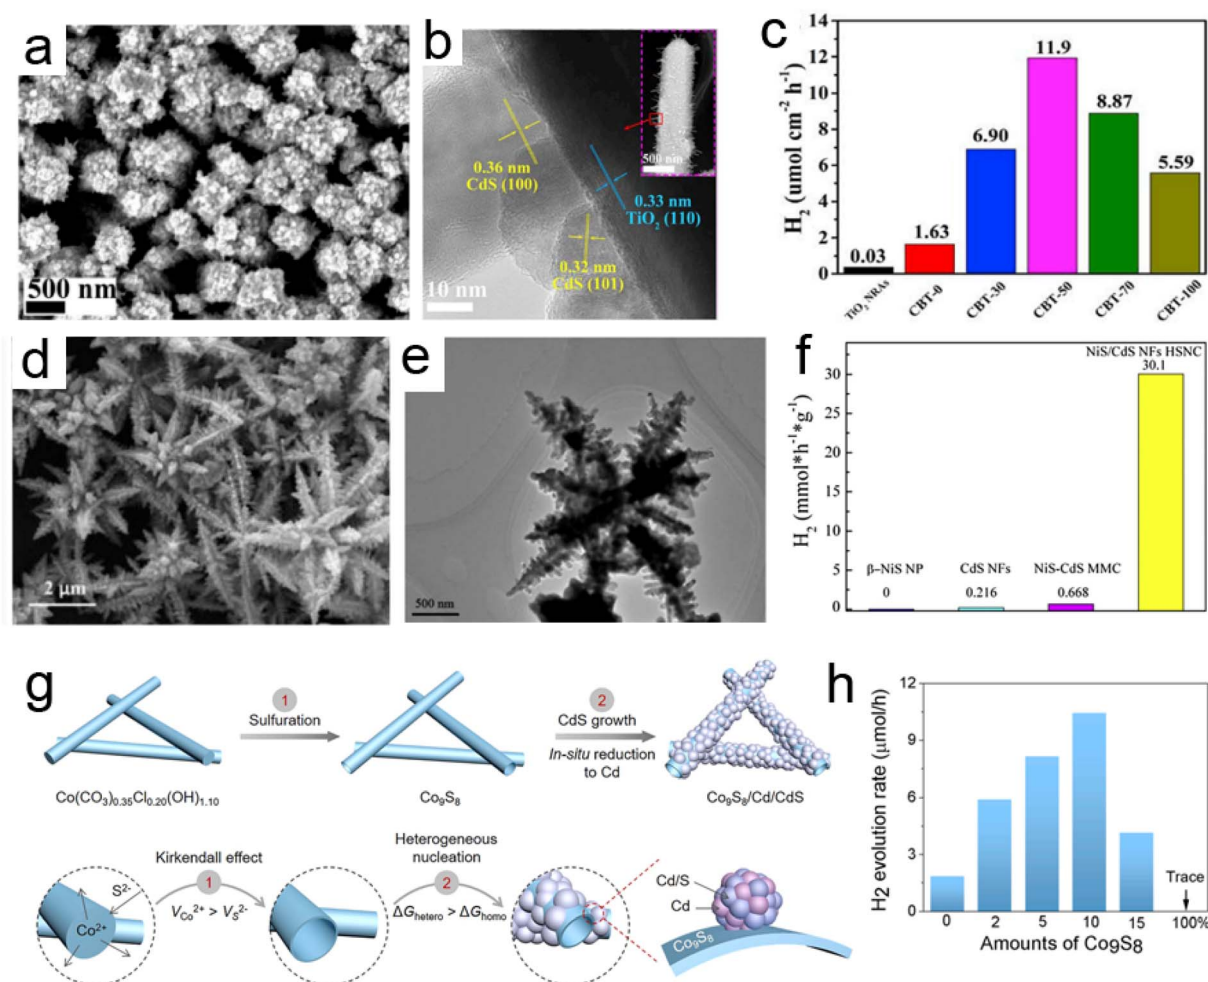 a
500 nm
b
0.36 nm
CdS (100)
0.33 nm
TiO₂ (110)
0.32 nm
CdS (101)
10 nm
500 nm
c
H₂ (umol cm⁻² h⁻¹)
14
12
10
8
6
4
2
0
0.03
1.63
6.90
11.9
8.87
5.59
TiO₂ NRAs
CBT-0
CBT-30
CBT-50
CBT-70
CBT-100
d
2 μm
e
500 nm
f
H₂ (mmol*h⁻¹*g⁻¹)
30
25
20
15
10
5
0
NiS/CdS NFs HSNC
30.1
β-NiS NP
0
CdS NFs
0.216
NiS-CdS MMC
0.668
g
1
Sulfuration
2
CdS growth
In-situ reduction
to Cd
Co(CO₃)₀.₃₅Cl₀.₂₀(OH)₁.₁₀
Co₉S₈
Co₉S₈/Cd/CdS
S²⁻
Co²⁺
Kirkendall effect
1
V_Co²⁺ > V_S²⁻
Heterogeneous
nucleation
2
ΔG_hetero > ΔG_homo
Cd/S
Cd
Co₉S₈
h
H2 evolution rate (μmol/h)
12
9
6
3
0
Trace
0
2
5
10
15
100%
Amounts of Co₉S₈